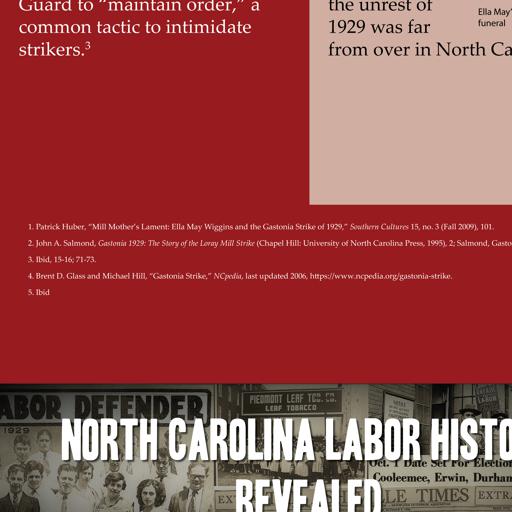 Guard to “maintain order,” a
common tactic to intimidate
strikers.3
the unrest of
1929 was far
from over in North Ca
Ella May'
funeral
1. Patrick Huber, “Mill Mother’s Lament: Ella May Wiggins and the Gastonia Strike of 1929,” Southern Cultures 15, no. 3 (Fall 2009), 101.
2. John A. Salmond, Gastonia 1929: The Story of the Loray Mill Strike (Chapel Hill: University of North Carolina Press, 1995), 2; Salmond, Gasto
3. Ibid, 15-16; 71-73.
4. Brent D. Glass and Michael Hill, “Gastonia Strike,” NCpedia, last updated 2006, https://www.ncpedia.org/gastonia-strike.
5. Ibid
ABOR DEFENDER
1929
PIEDMONT LEAF TOB. CO.
LEAF TOBACCO
NORTH CAROLINA LABOR HISTO
REVEALED
Oct. 1 Date Set For Election
Cooleemee, Erwin, Durham
LE TIMES
EXTRA